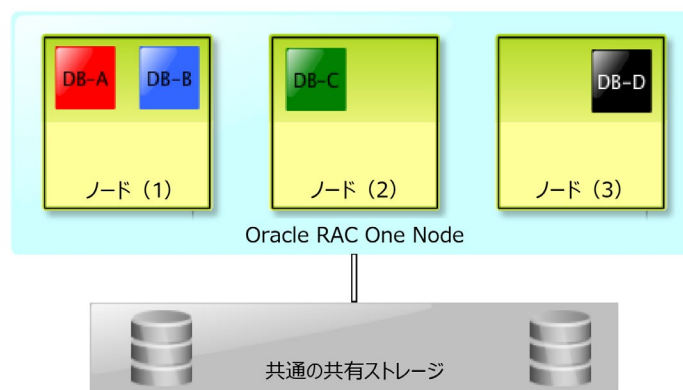 DB-A DB-B DB-C DB-D
ノード（1） ノード（2） ノード（3）
Oracle RAC One Node
共通の共有ストレージ